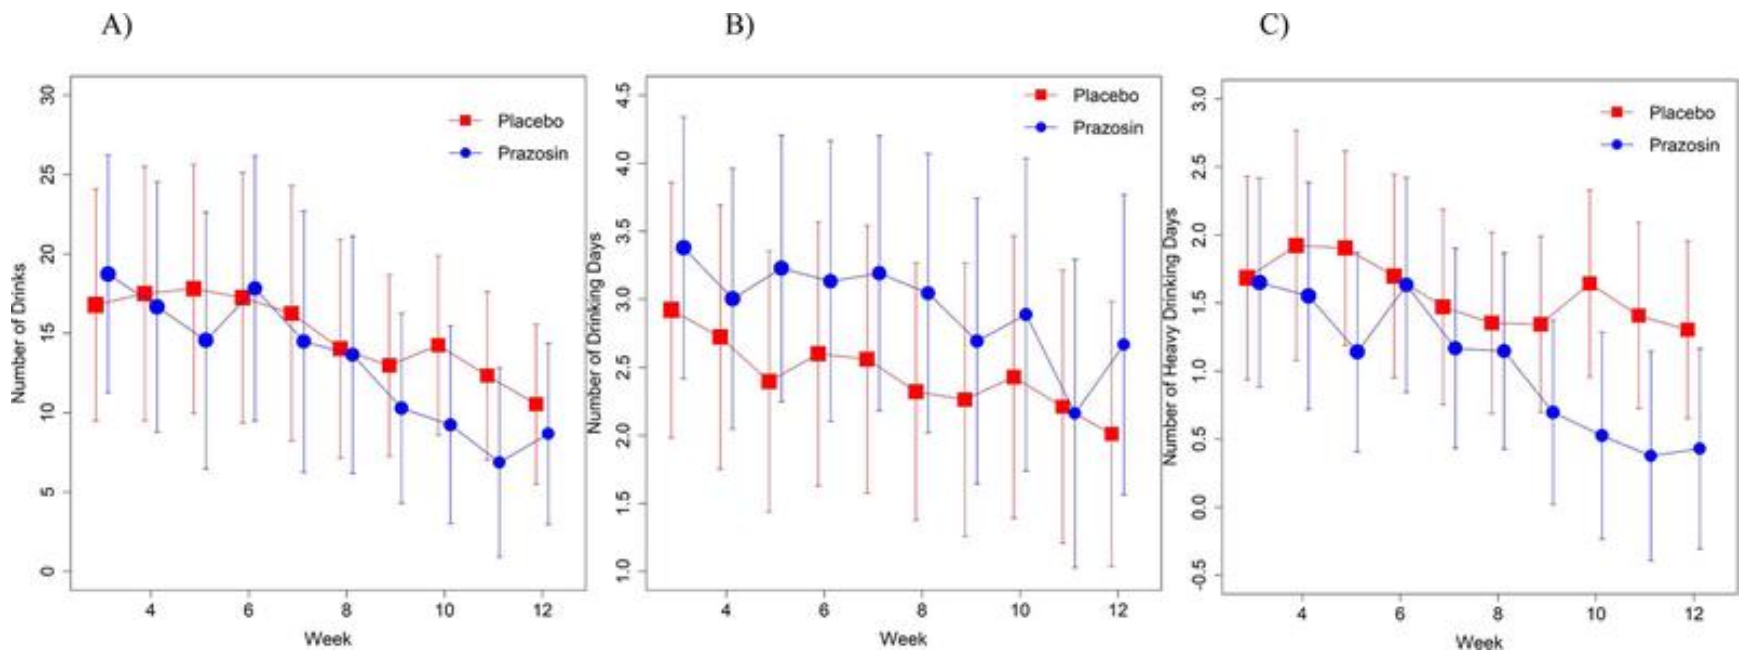 A)
B)
C)
Number of Drinks
30
25
20
15
10
5
0
Placebo
Prazosin
4 6 8 10 12
Week
Number of Drinking Days
4.5
4.0
3.5
3.0
2.5
2.0
1.5
1.0
Placebo
Prazosin
4 6 8 10 12
Week
Number of Heavy Drinking Days
3.0
2.5
2.0
1.5
1.0
0.5
0.0
-0.5
Placebo
Prazosin
4 6 8 10 12
Week